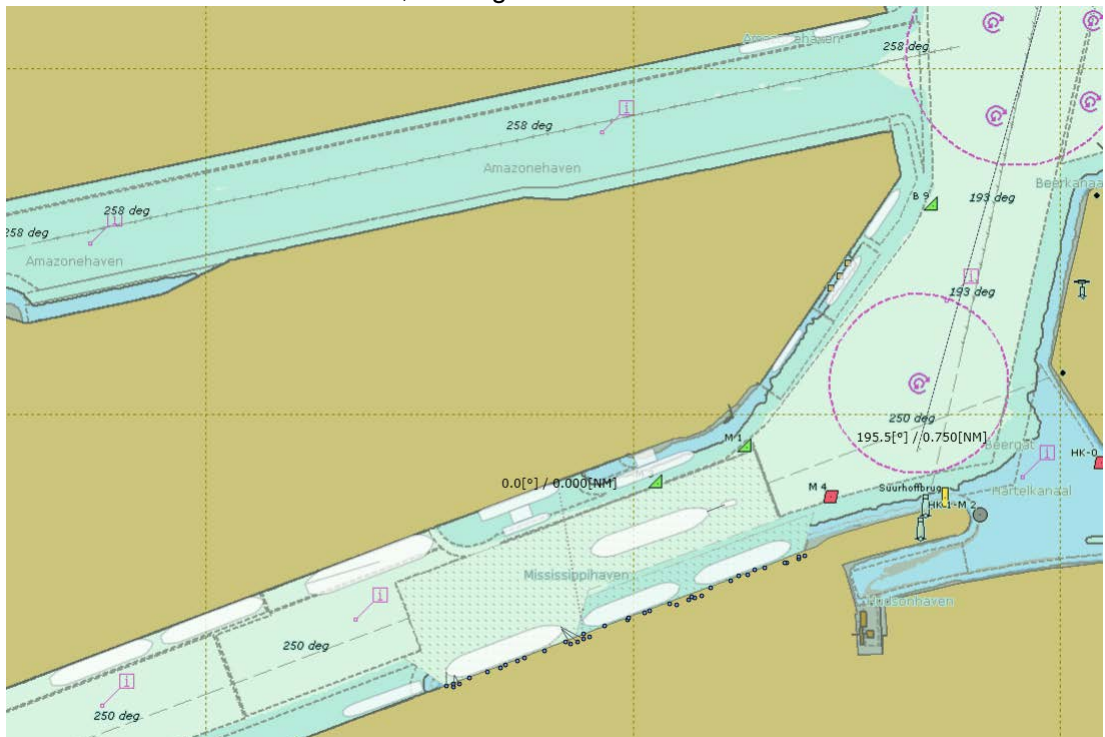 Amazonehaven
258 deg
258 deg
Amazonehaven
Beerkanaal
B 9
193 deg
258 deg
258 deg
Amazonehaven
193 deg
250 deg
195.5[°] / 0.750[NM]
M 1
Beergat
HK-0
0.0[°] / 0.000[NM]
M 4
Suurhoffbrug
Hartelkanaal
HK 1-M 2
Mississippihaven
Hudsonhaven
250 deg
250 deg